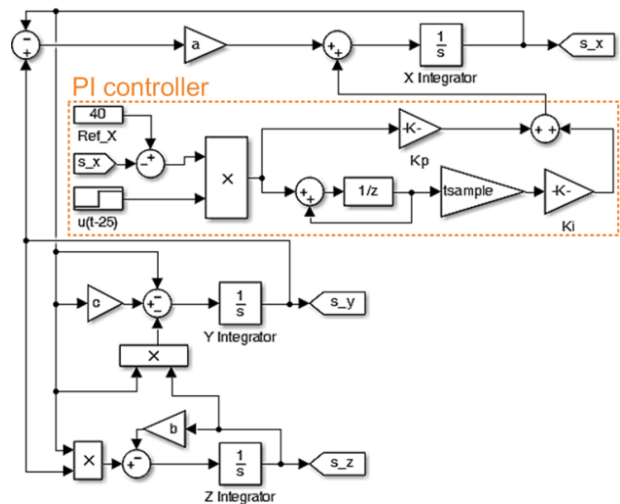 a
1
s
s_x
X Integrator
PI controller
40
Ref_X
s_x
×
u(t-25)
-K-
Kp
1/z
tsample
-K-
Ki
c
1
s
s_y
Y Integrator
×
b
×
1
s
s_z
Z Integrator